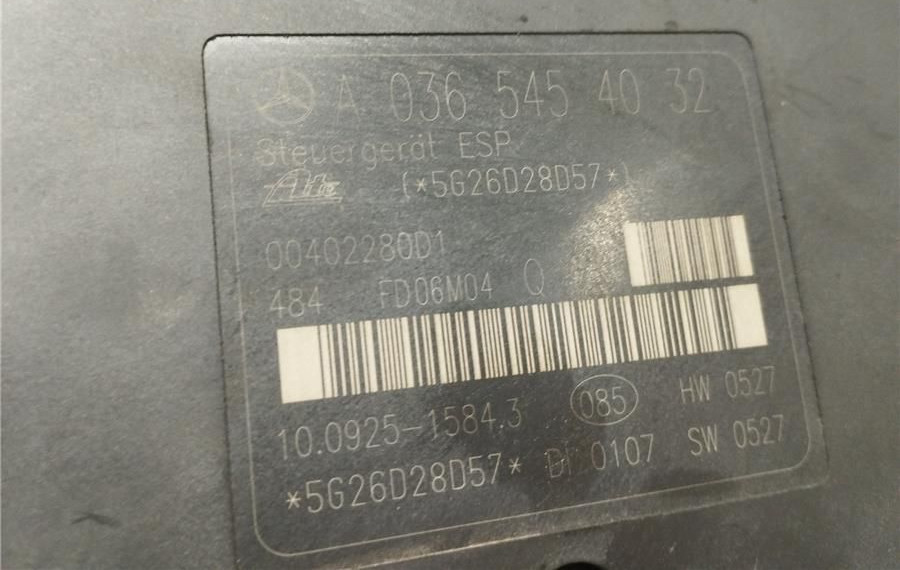 A 036 545 40 32
Steuergerät ESP
Ate (*5G26D28D57*)
00402280D1
484 FD06M04 Q
10.0925-1584.3 085 HW 0527
*5G26D28D57* 0107 SW 0527